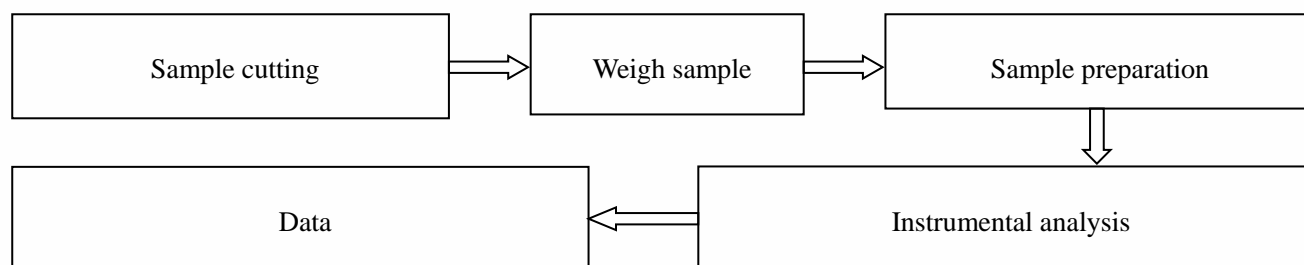 Sample cutting
Weigh sample
Sample preparation
Data
Instrumental analysis